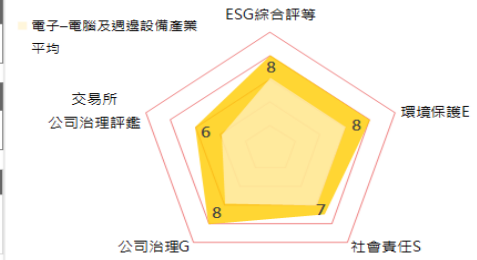 ESG綜合評等
電子–電腦及週邊設備產業
平均
8
交易所
公司治理評鑑
6
8
環境保護E
8
7
公司治理G
社會責任S